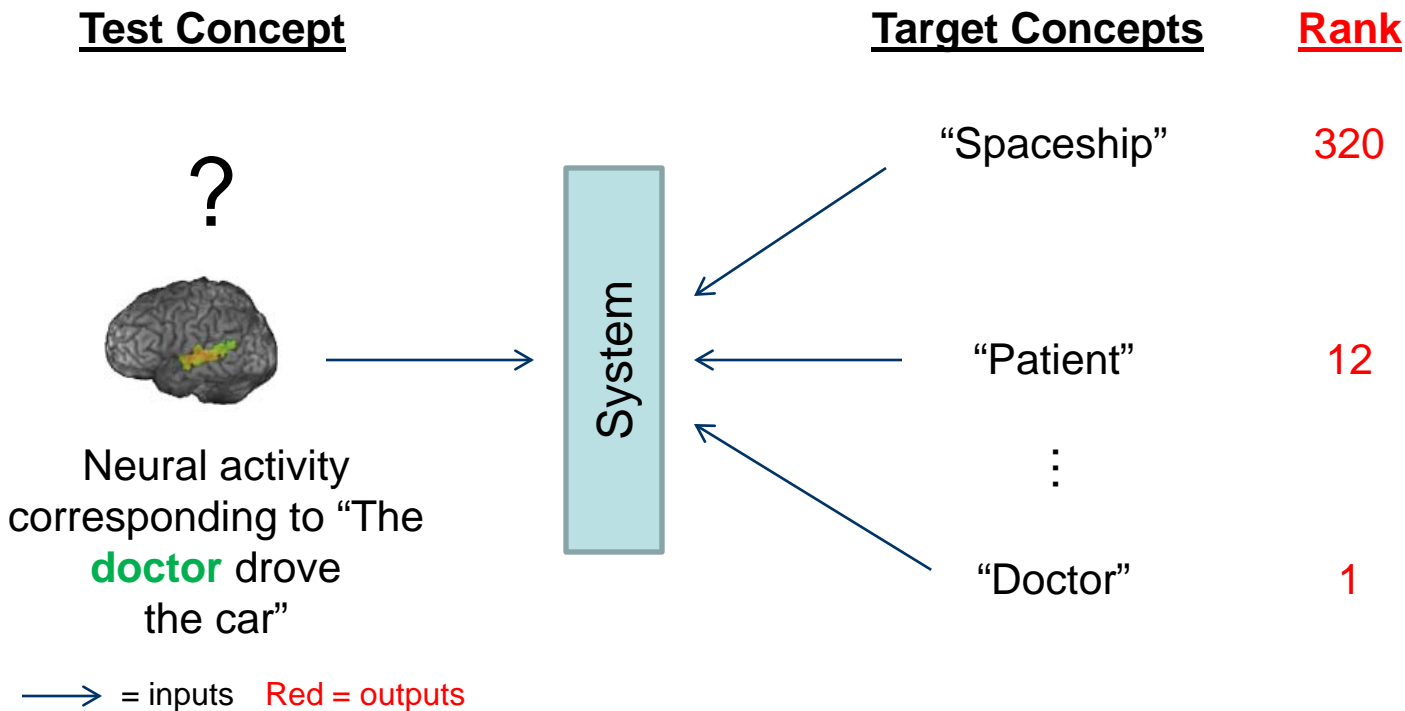 Test Concept
Target Concepts
Rank
?
“Spaceship”
320
System
“Patient”
12
Neural activity
corresponding to “The
doctor drove
the car”
⋮
“Doctor”
1
= inputs Red = outputs